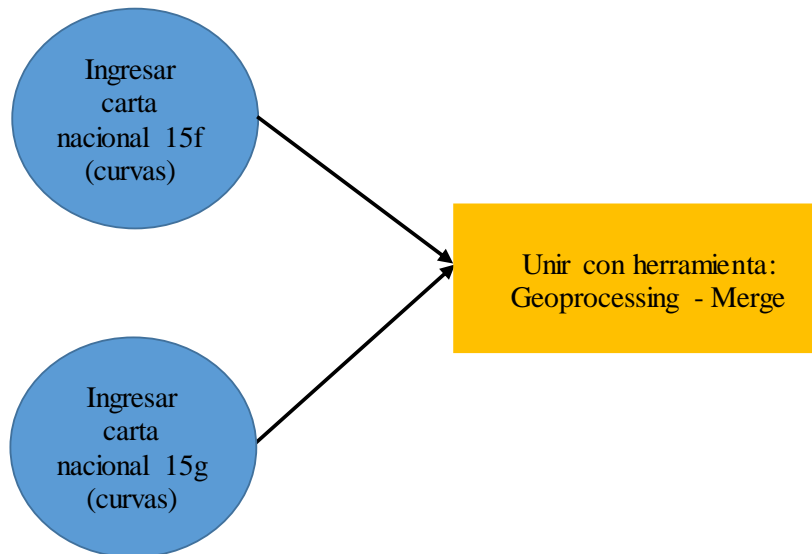 Ingresar
carta
nacional 15f
(curvas)
Unir con herramienta:
Geoprocessing - Merge
Ingresar
carta
nacional 15g
(curvas)